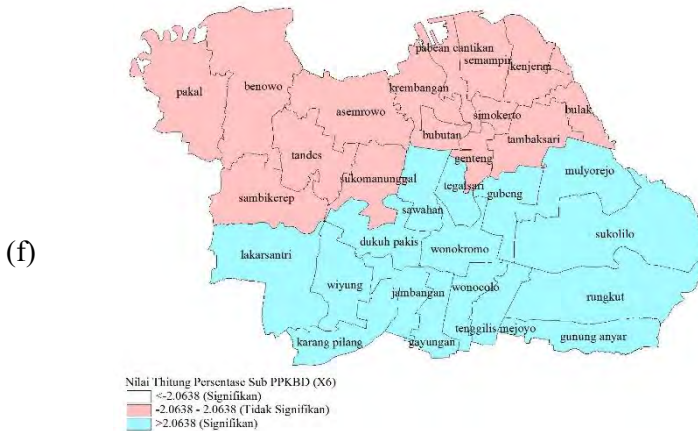 pabean cantikan
semampir
kenjeran
krembangan
pakal
benowo
asemrowo
simokerto
bulak
bubutan
tambaksari
tandes
genteng
mulyorejo
sukomanunggal
tegalsari
gubeng
sambikerep
sawahan
sukolilo
dukuh pakis
wonokromo
(f)
lakarsantri
wiyung
jambangan
wonocolo
rungkut
tenggilis mejoyo
gunung anyar
karang pilang
gayungan
Nilai Thitung Persentase Sub PPKBD (X6)
<-2.0638 (Signifikan)
-2.0638 - 2.0638 (Tidak Signifikan)
>2.0638 (Signifikan)